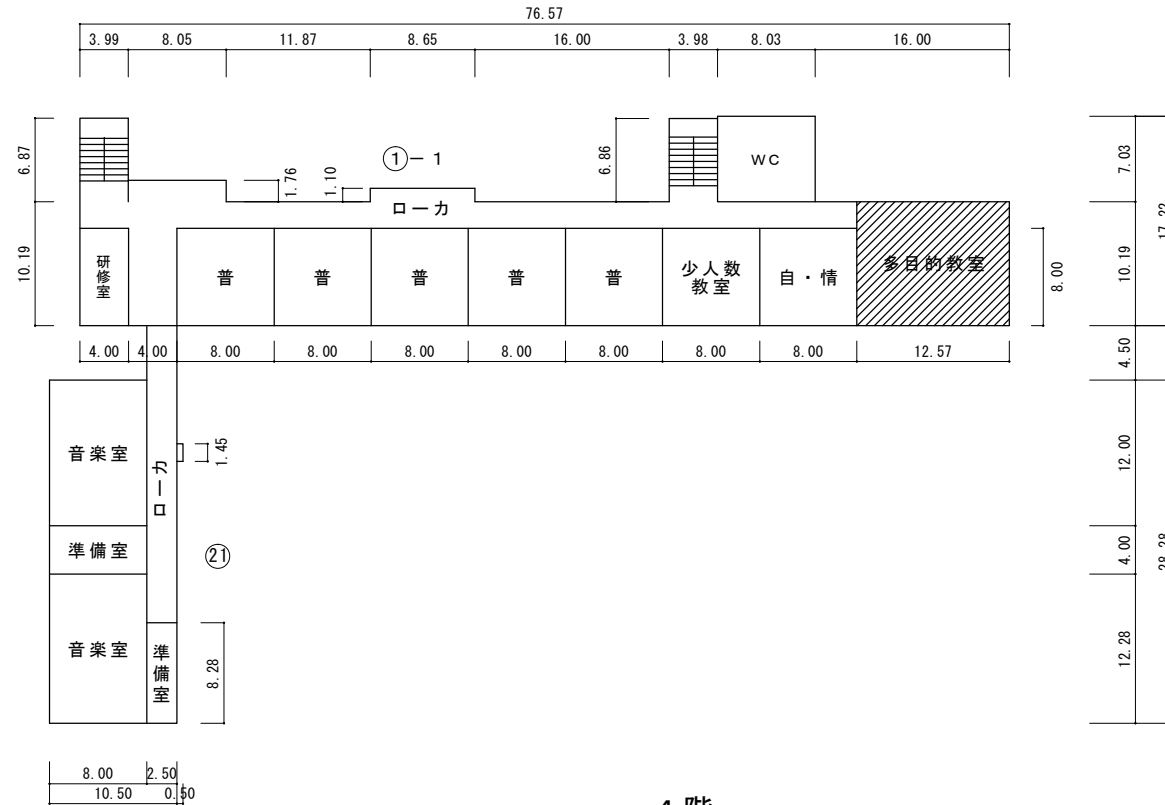 76.57
3.99 8.05 11.87 8.65 16.00 3.98 8.03 16.00
6.87
1.76
1.10
①-1
6.86
WC
7.03
ローカ
10.19
研修室
普
普
普
普
普
少人数
教室
自・情
多目的教室
8.00
10.19
4.00 4.00 8.00 8.00 8.00 8.00 8.00 8.00 8.00 12.57
4.50
音楽室
ローカ
1.45
12.00
準備室
㉑
4.00
音楽室
準備室
8.28
12.28
8.00 2.50
10.50 0.50